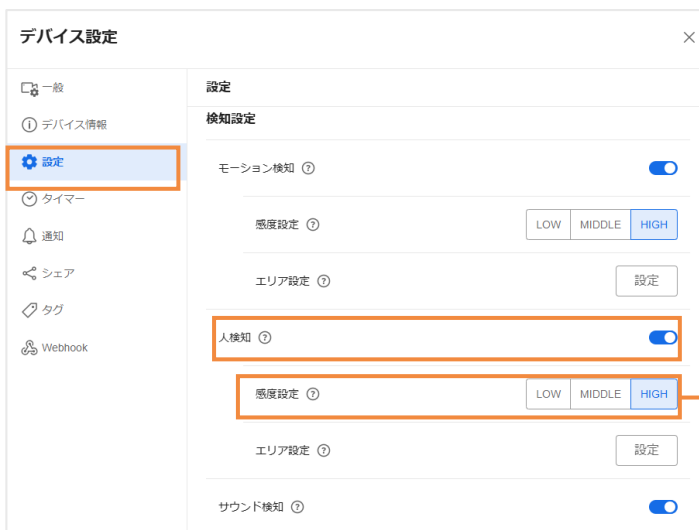 デバイス設定
一般
デバイス情報
設定
タイマー
通知
シェア
タグ
Webhook
設定
検知設定
モーション検知 ?
感度設定 ? LOW MIDDLE HIGH
エリア設定 ? 設定
人検知 ?
感度設定 ? LOW MIDDLE HIGH
エリア設定 ? 設定
サウンド検知 ?